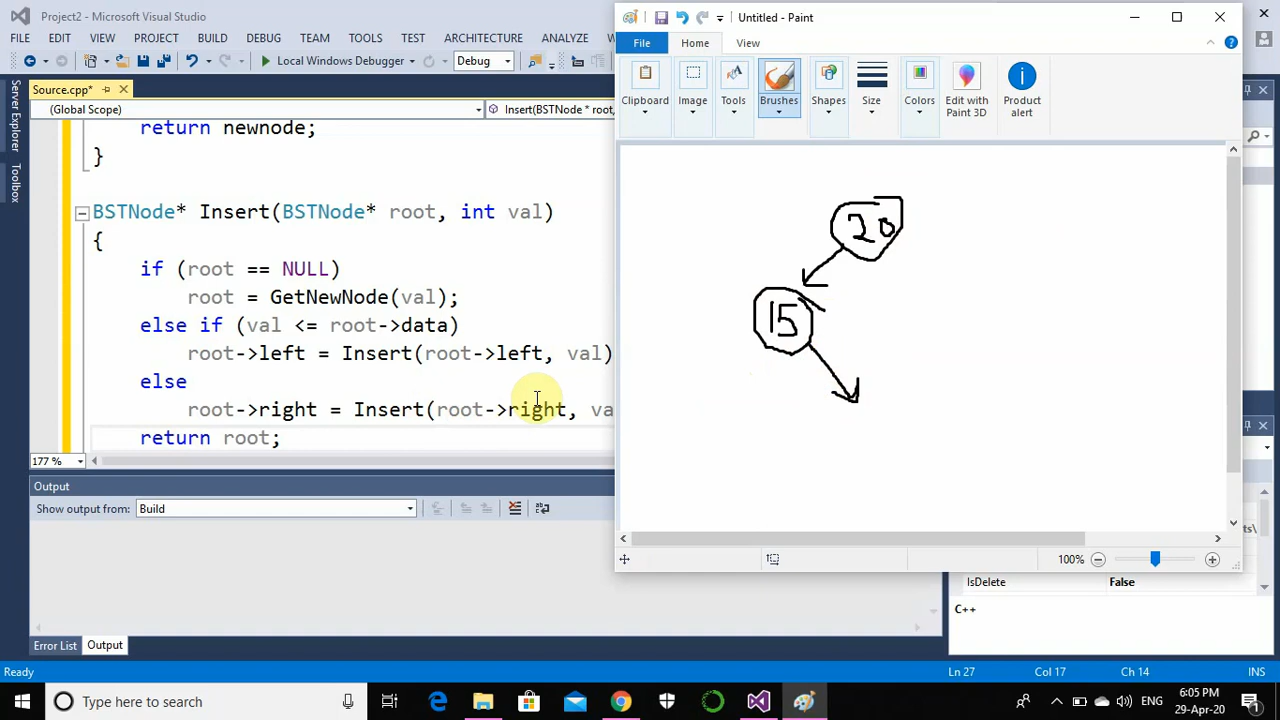 Project2 - Microsoft Visual Studio
FILE EDIT VIEW PROJECT BUILD DEBUG TEAM TOOLS TEST ARCHITECTURE ANALYZE
Local Windows Debugger Debug
Server Explorer
Toolbox
Source.cpp*
(Global Scope) Insert(BSTNode * root,
return newnode;
}
BSTNode* Insert(BSTNode* root, int val)
{
if (root == NULL)
root = GetNewNode(val);
else if (val <= root->data)
root->left = Insert(root->left, val)
else
root->right = Insert(root->right, va
return root;
177 %
Output
Show output from: Build
Error List Output
Untitled - Paint
File Home View
Clipboard Image Tools Brushes Shapes Size Colors Edit with Paint 3D Product alert
20
15
100%
ts\
IsDelete False
C++
Ready Ln 27 Col 17 Ch 14 INS
Type here to search
ENG
6:05 PM
29-Apr-20
1